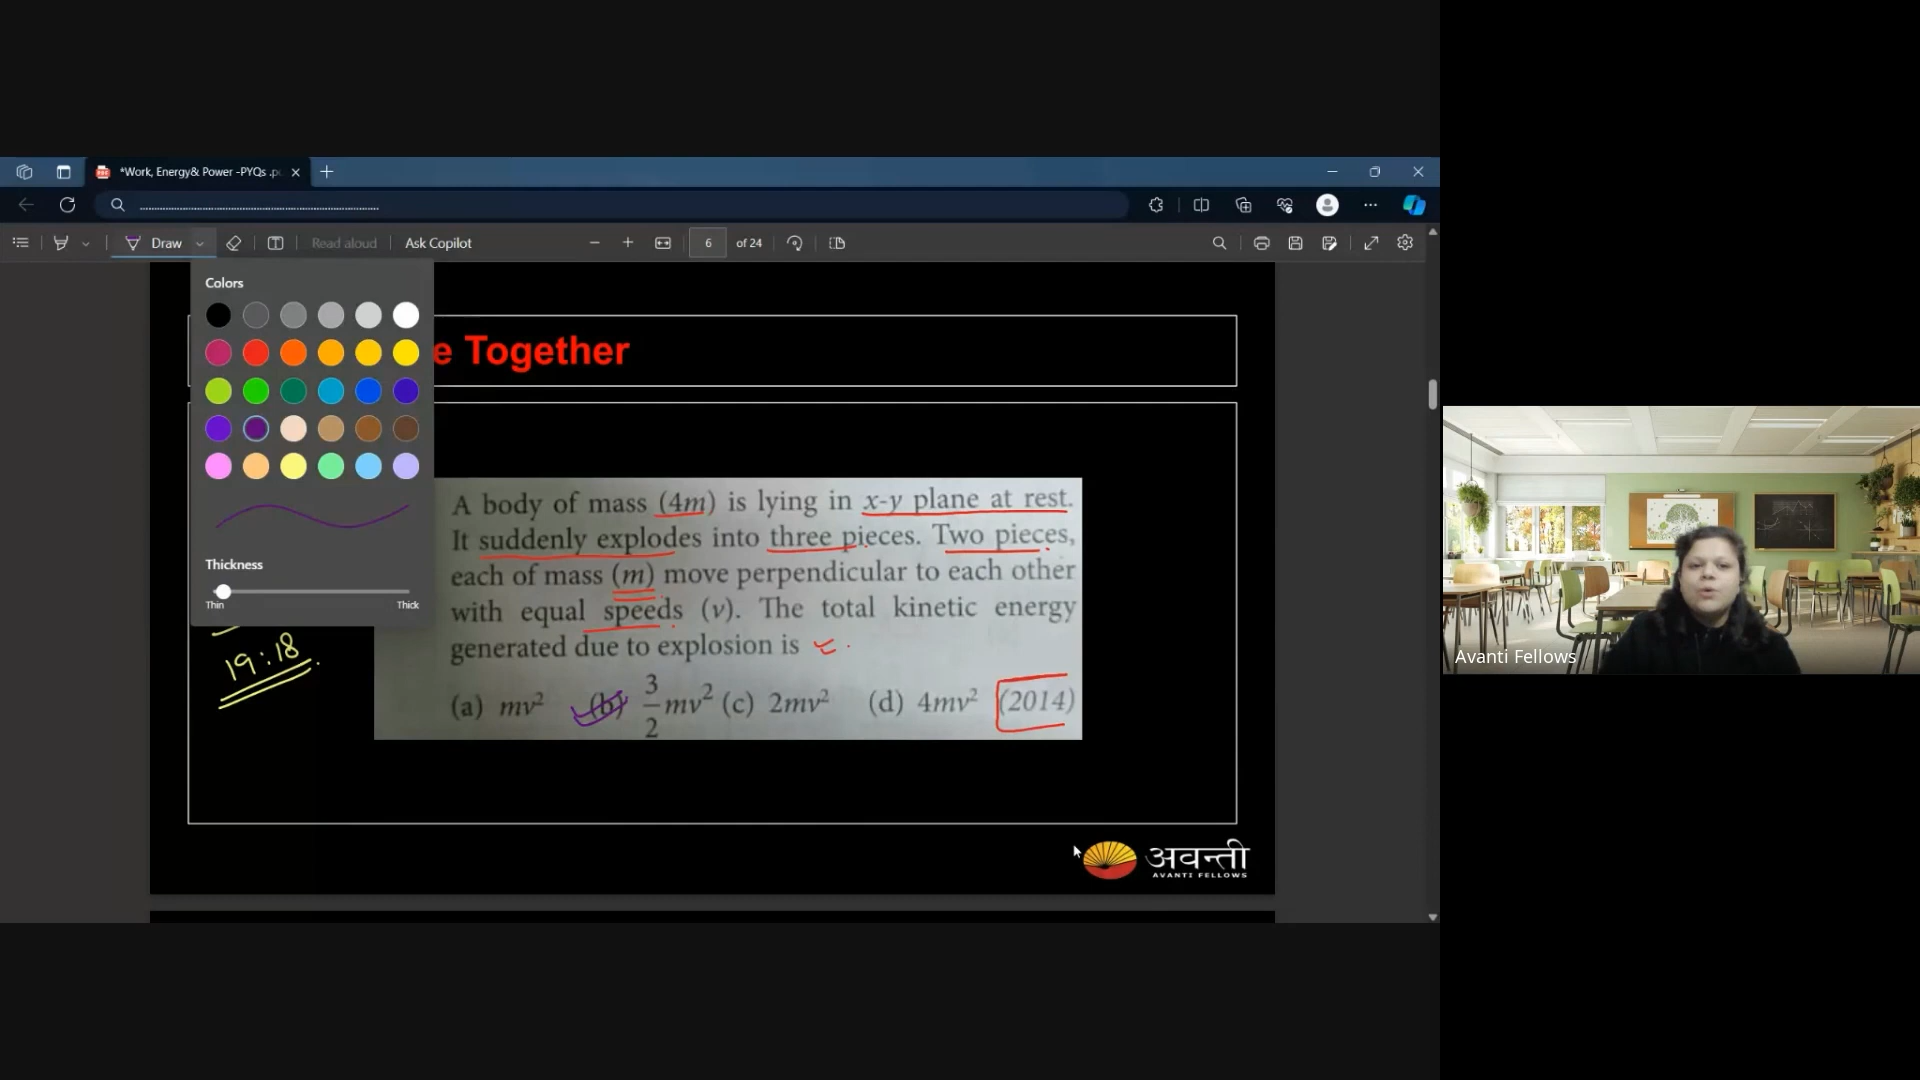 *Work, Energy& Power -PYQs .p
Draw
Read aloud
Ask Copilot
6
of 24
Colors
Thickness
Thin
Thick
e Together
A body of mass (4m) is lying in x-y plane at rest.
It suddenly explodes into three pieces. Two pieces,
each of mass (m) move perpendicular to each other
with equal speeds (v). The total kinetic energy
generated due to explosion is
(a) mv² (b) 3/2 mv² (c) 2mv² (d) 4mv² (2014)
19:18
अवन्ती
AVANTI FELLOWS
Avanti Fellows